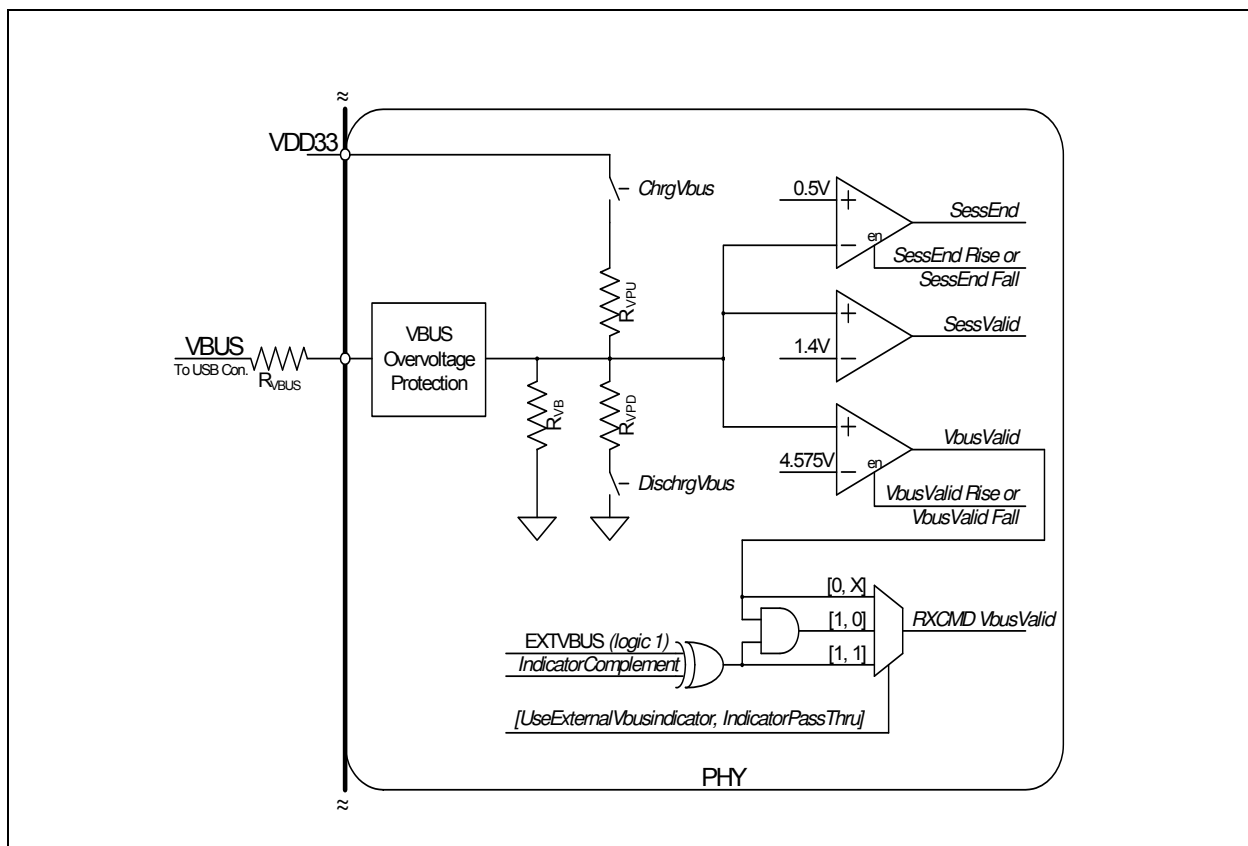 ≈
VDD33
ChrgVbus
RVPU
0.5V
+
−
en
SessEnd
SessEnd Rise or
SessEnd Fall
VBUS
To USB Con.
RVBUS
VBUS
Overvoltage
Protection
RVB
RVPD
DischrgVbus
+
1.4V
−
SessValid
+
4.575V
−
en
VbusValid
VbusValid Rise or
VbusValid Fall
[0, X]
[1, 0]
[1, 1]
RXCMD VbusValid
EXTVBUS (logic 1)
IndicatorComplement
[UseExternalVbusindicator, IndicatorPassThru]
PHY
≈